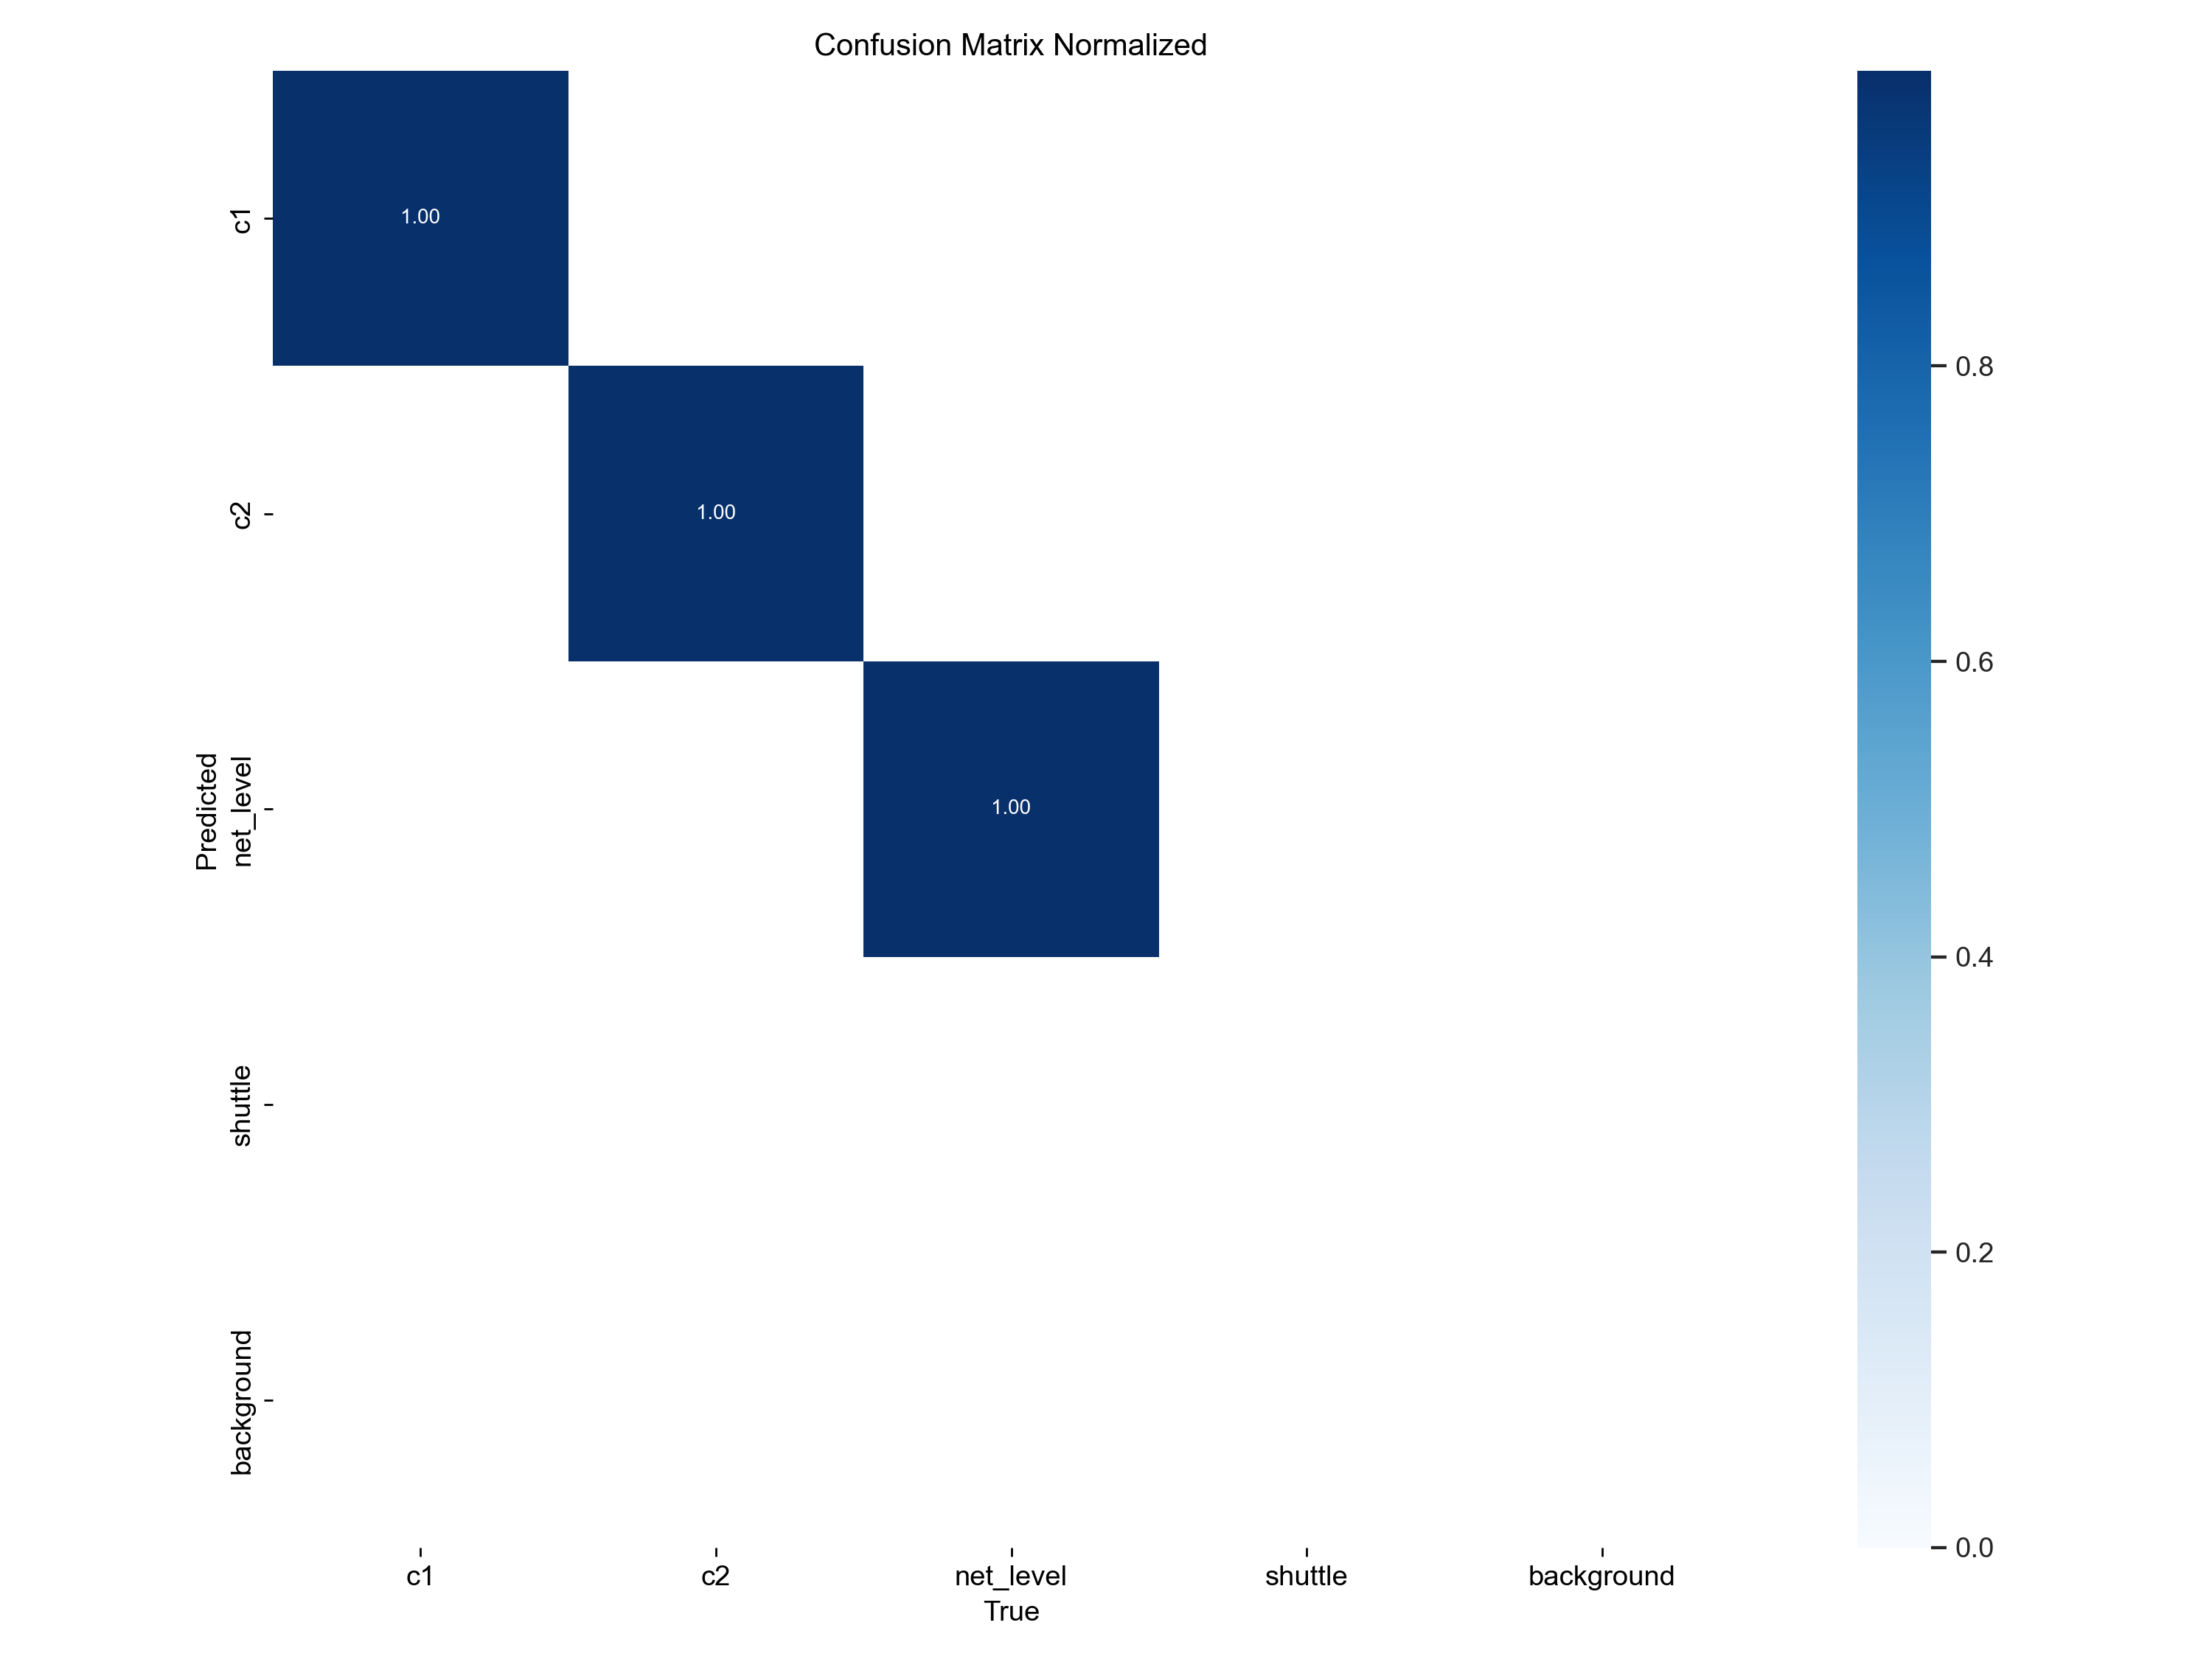 Confusion Matrix Normalized
c1
1.00
c2
1.00
net_level
1.00
Predicted
shuttle
background
c1 c2 net_level shuttle background
True
0.8
0.6
0.4
0.2
0.0